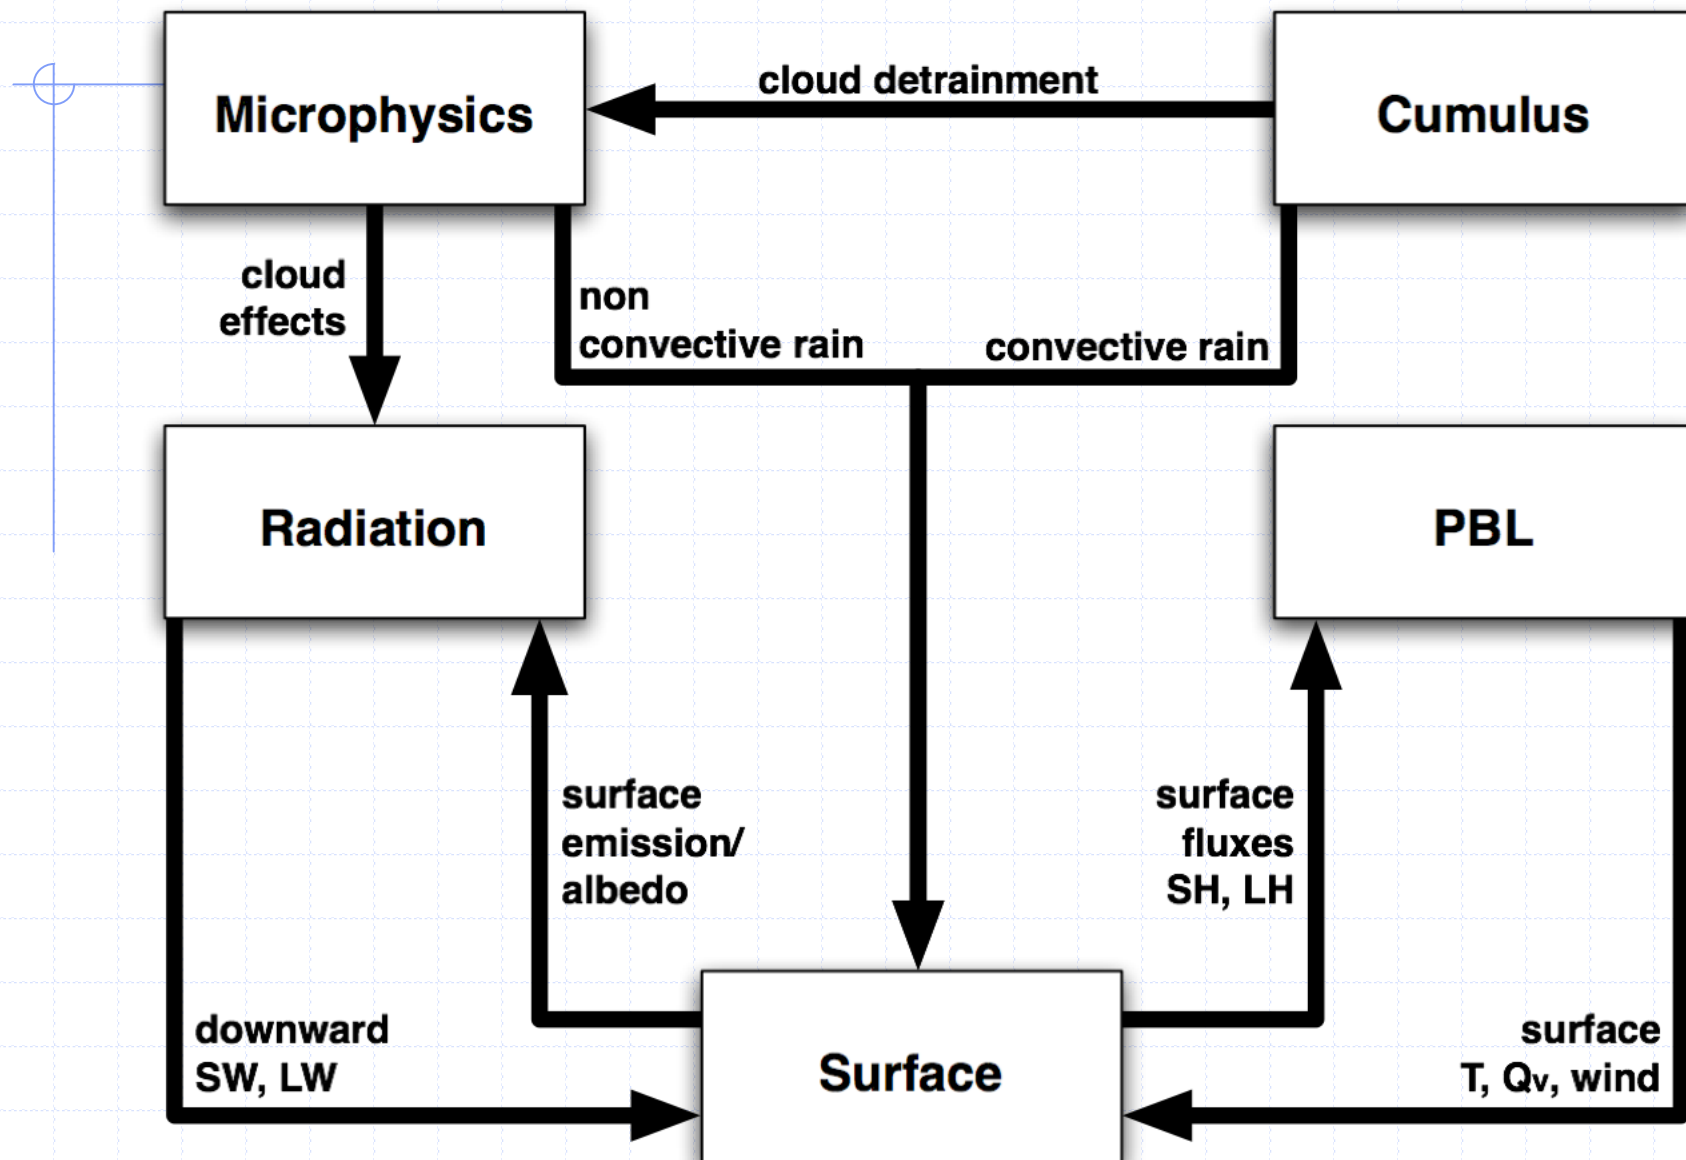 cloud detrainment
Microphysics
Cumulus
cloud
effects
non
convective rain
convective rain
Radiation
PBL
surface
emission/
albedo
surface
fluxes
SH, LH
downward
SW, LW
Surface
surface
T, Qv, wind